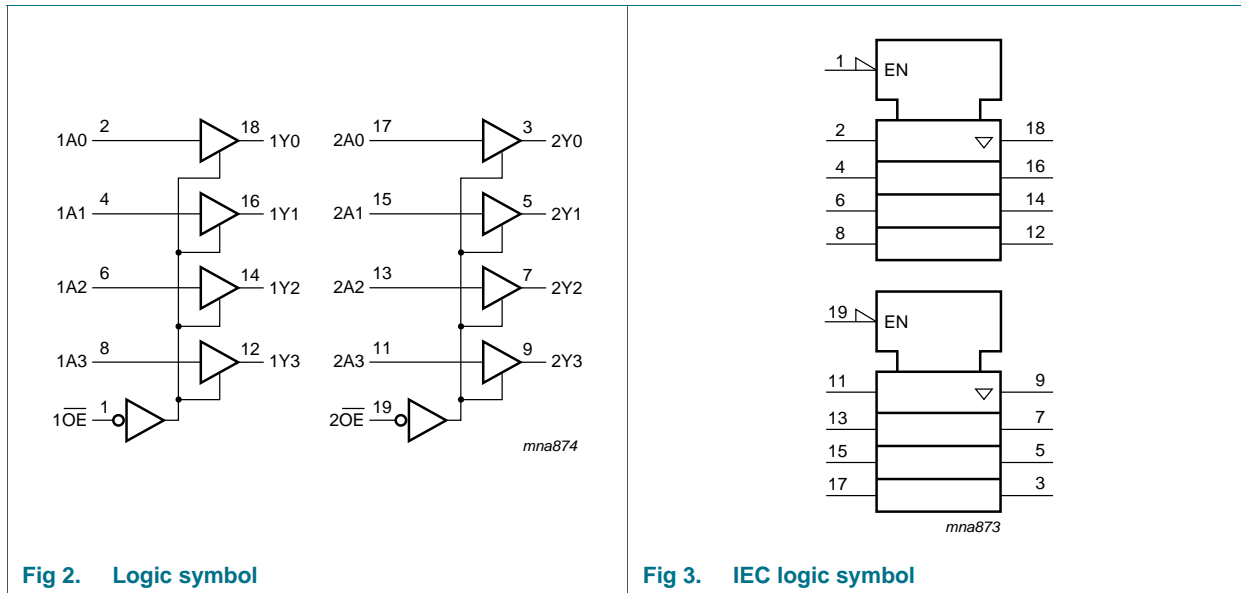 1A0 2 18 1Y0 2A0 17 3 2Y0
1A1 4 16 1Y1 2A1 15 5 2Y1
1A2 6 14 1Y2 2A2 13 7 2Y2
1A3 8 12 1Y3 2A3 11 9 2Y3
1O̅E̅ 1 2O̅E̅ 19
mna874
Fig 2. Logic symbol
1 EN
2 18
4 16
6 14
8 12
19 EN
11 9
13 7
15 5
17 3
mna873
Fig 3. IEC logic symbol